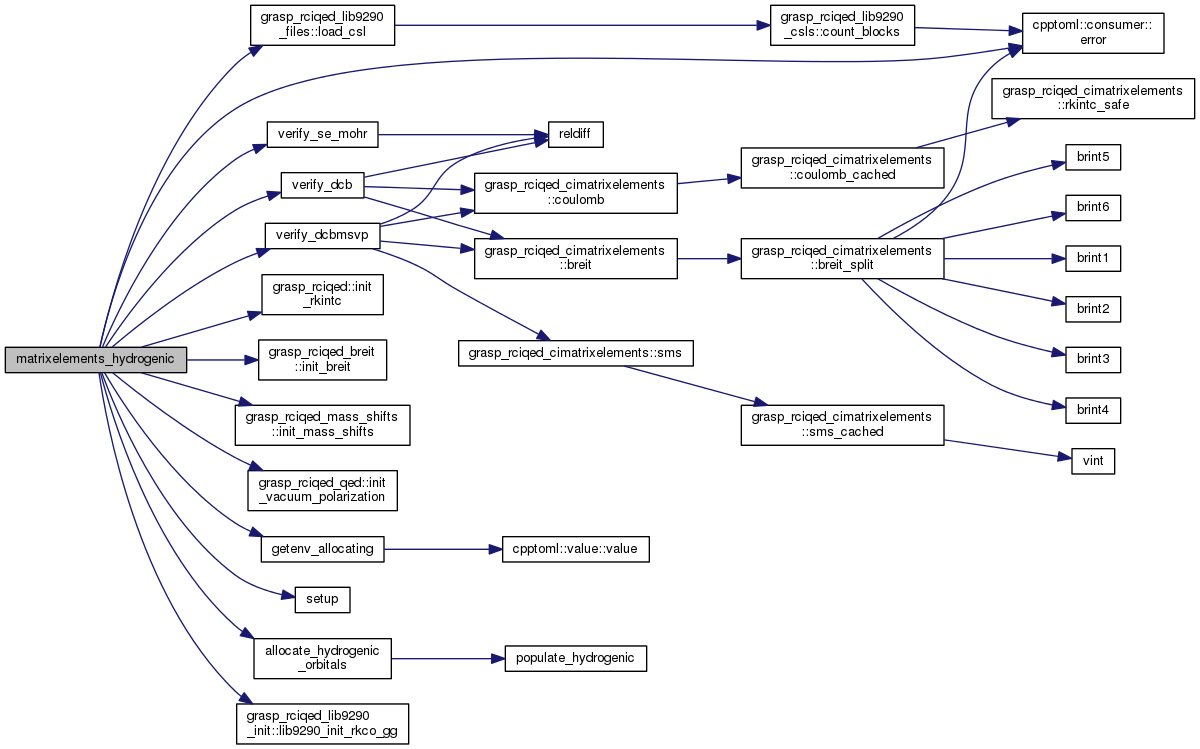 matrixelements_hydrogenic
grasp_rciqed_lib9290
_files::load_csl
verify_se_mohr
verify_dcb
verify_dcbmsvp
grasp_rciqed::init
_rkintc
grasp_rciqed_breit
::init_breit
grasp_rciqed_mass_shifts
::init_mass_shifts
grasp_rciqed_qed::init
_vacuum_polarization
getenv_allocating
setup
allocate_hydrogenic
_orbitals
grasp_rciqed_lib9290
_init::lib9290_init_rkco_gg
reldiff
grasp_rciqed_cimatrixelements
::coulomb
grasp_rciqed_cimatrixelements
::breit
grasp_rciqed_cimatrixelements::sms
cpptoml::value::value
populate_hydrogenic
grasp_rciqed_lib9290
_csls::count_blocks
grasp_rciqed_cimatrixelements
::coulomb_cached
grasp_rciqed_cimatrixelements
::breit_split
grasp_rciqed_cimatrixelements
::sms_cached
cpptoml::consumer::
error
grasp_rciqed_cimatrixelements
::rkintc_safe
brint5
brint6
brint1
brint2
brint3
brint4
vint